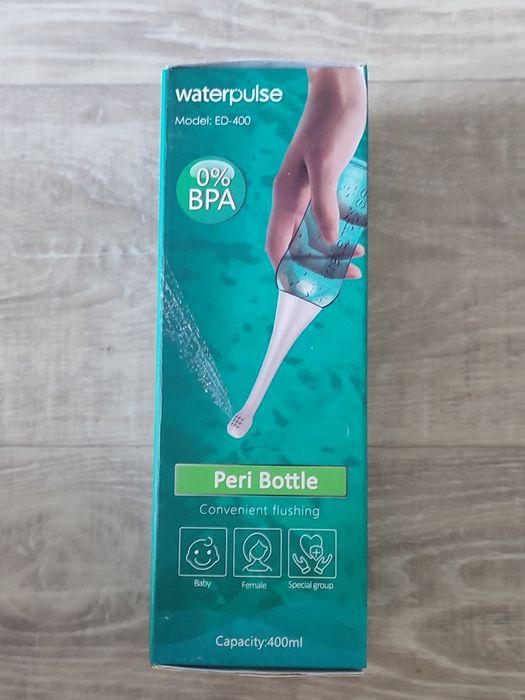 waterpulse
Model: ED-400
0%
BPA
Peri Bottle
Convenient flushing
Baby
Female
Special group
Capacity:400ml